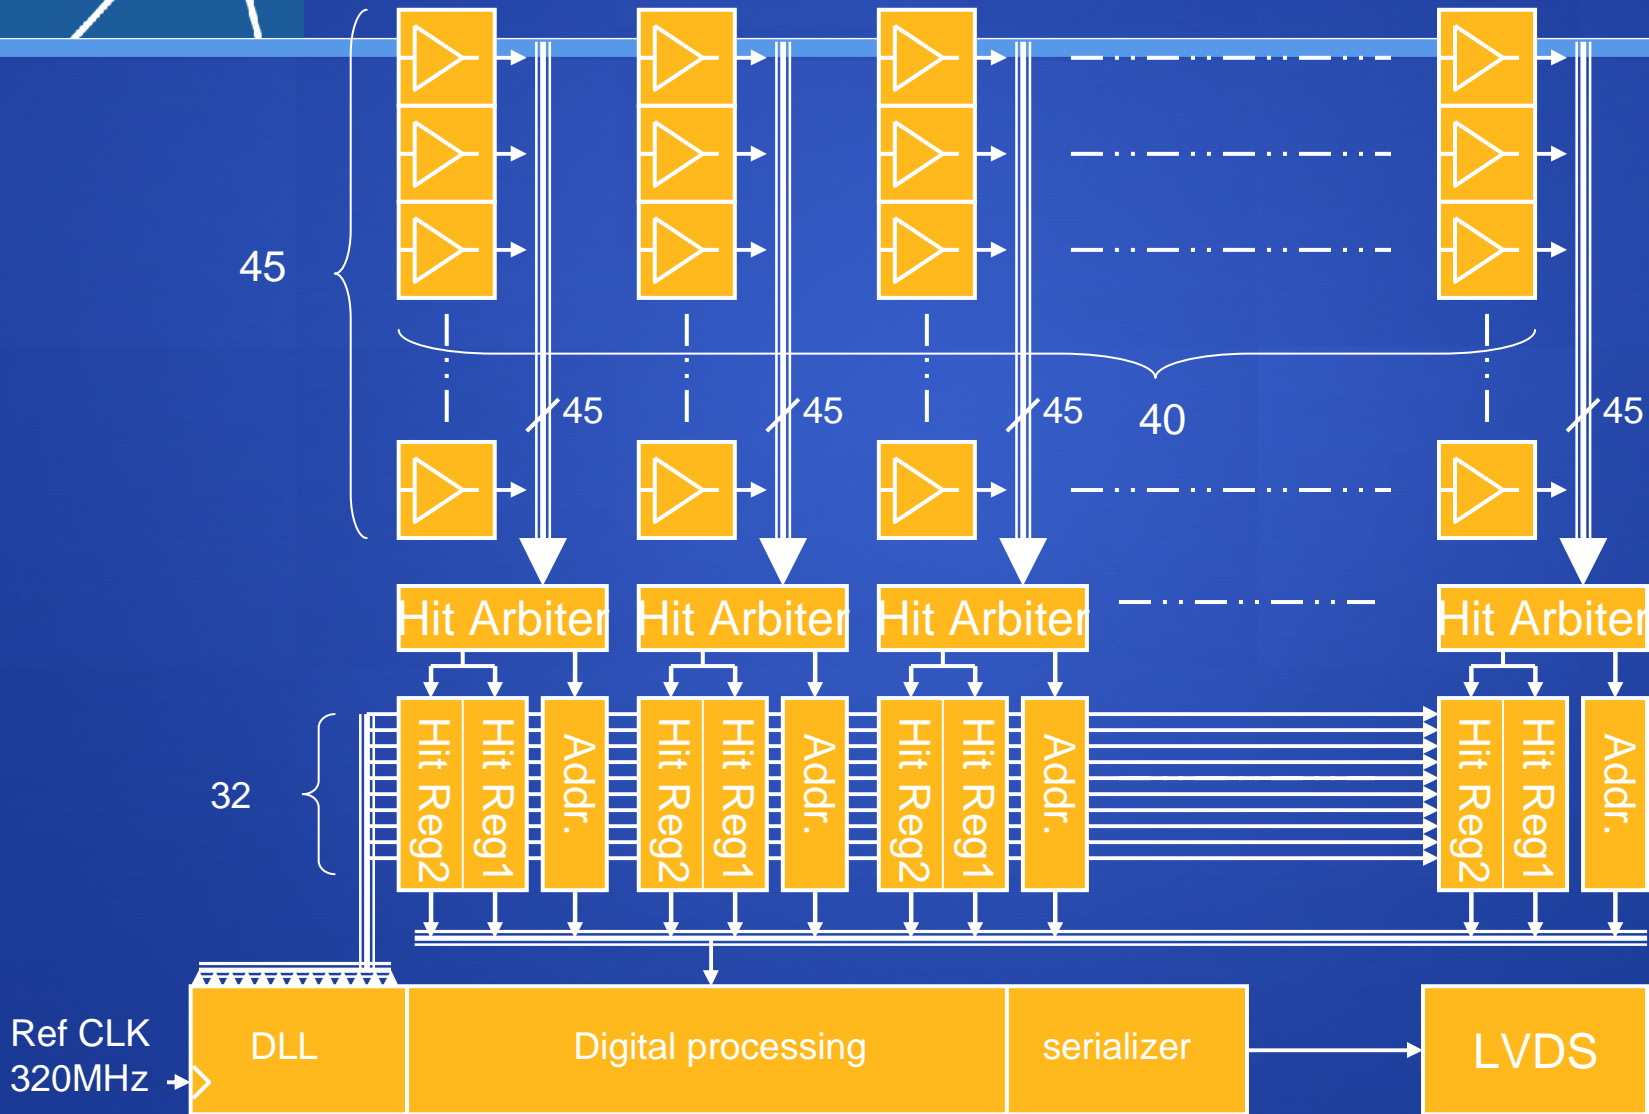 45
45
45
45
40
45
Hit Arbiter
Hit Arbiter
Hit Arbiter
Hit Arbiter
32
Hit Reg2
Hit Reg1
Addr.
Hit Reg2
Hit Reg1
Addr.
Hit Reg2
Hit Reg1
Addr.
Hit Reg2
Hit Reg1
Addr.
Ref CLK
320MHz
DLL
Digital processing
serializer
LVDS